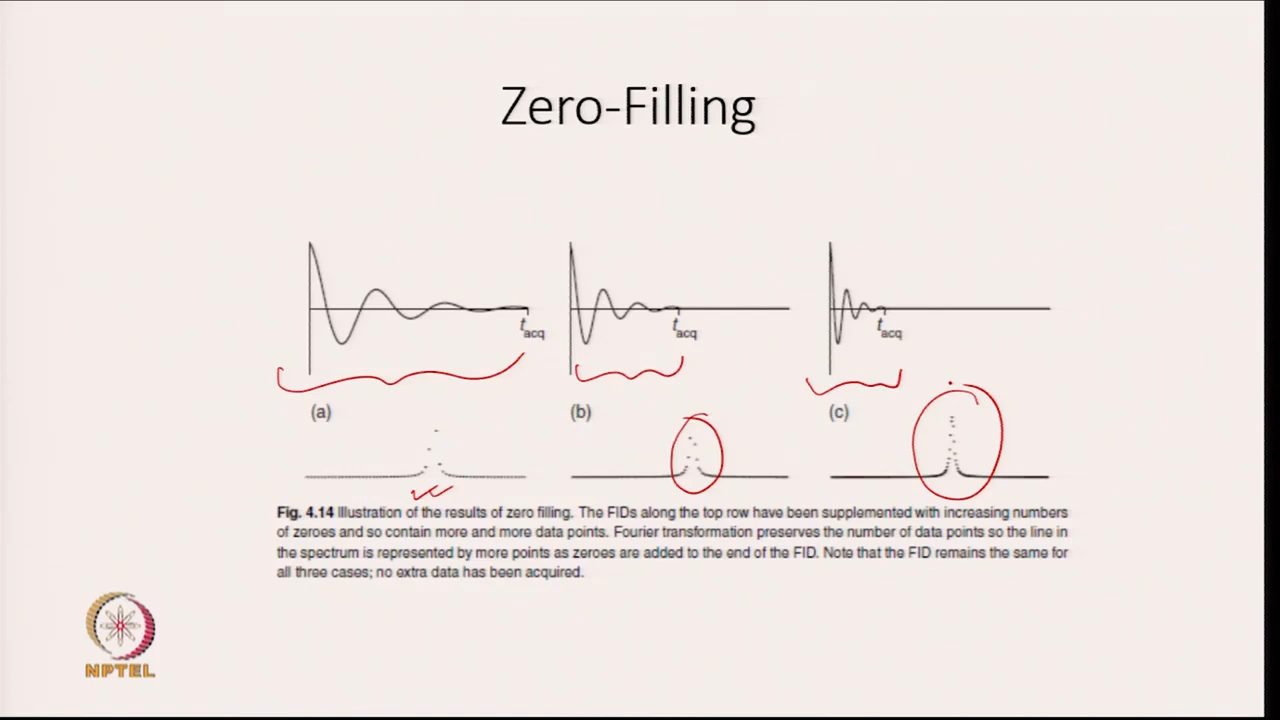 Zero-Filling
t acq
t acq
t acq
(a)
(b)
(c)
Fig. 4.14 Illustration of the results of zero filling. The FIDs along the top row have been supplemented with increasing numbers
of zeroes and so contain more and more data points. Fourier transformation preserves the number of data points so the line in
the spectrum is represented by more points as zeroes are added to the end of the FID. Note that the FID remains the same for
all three cases; no extra data has been acquired.
NPTEL